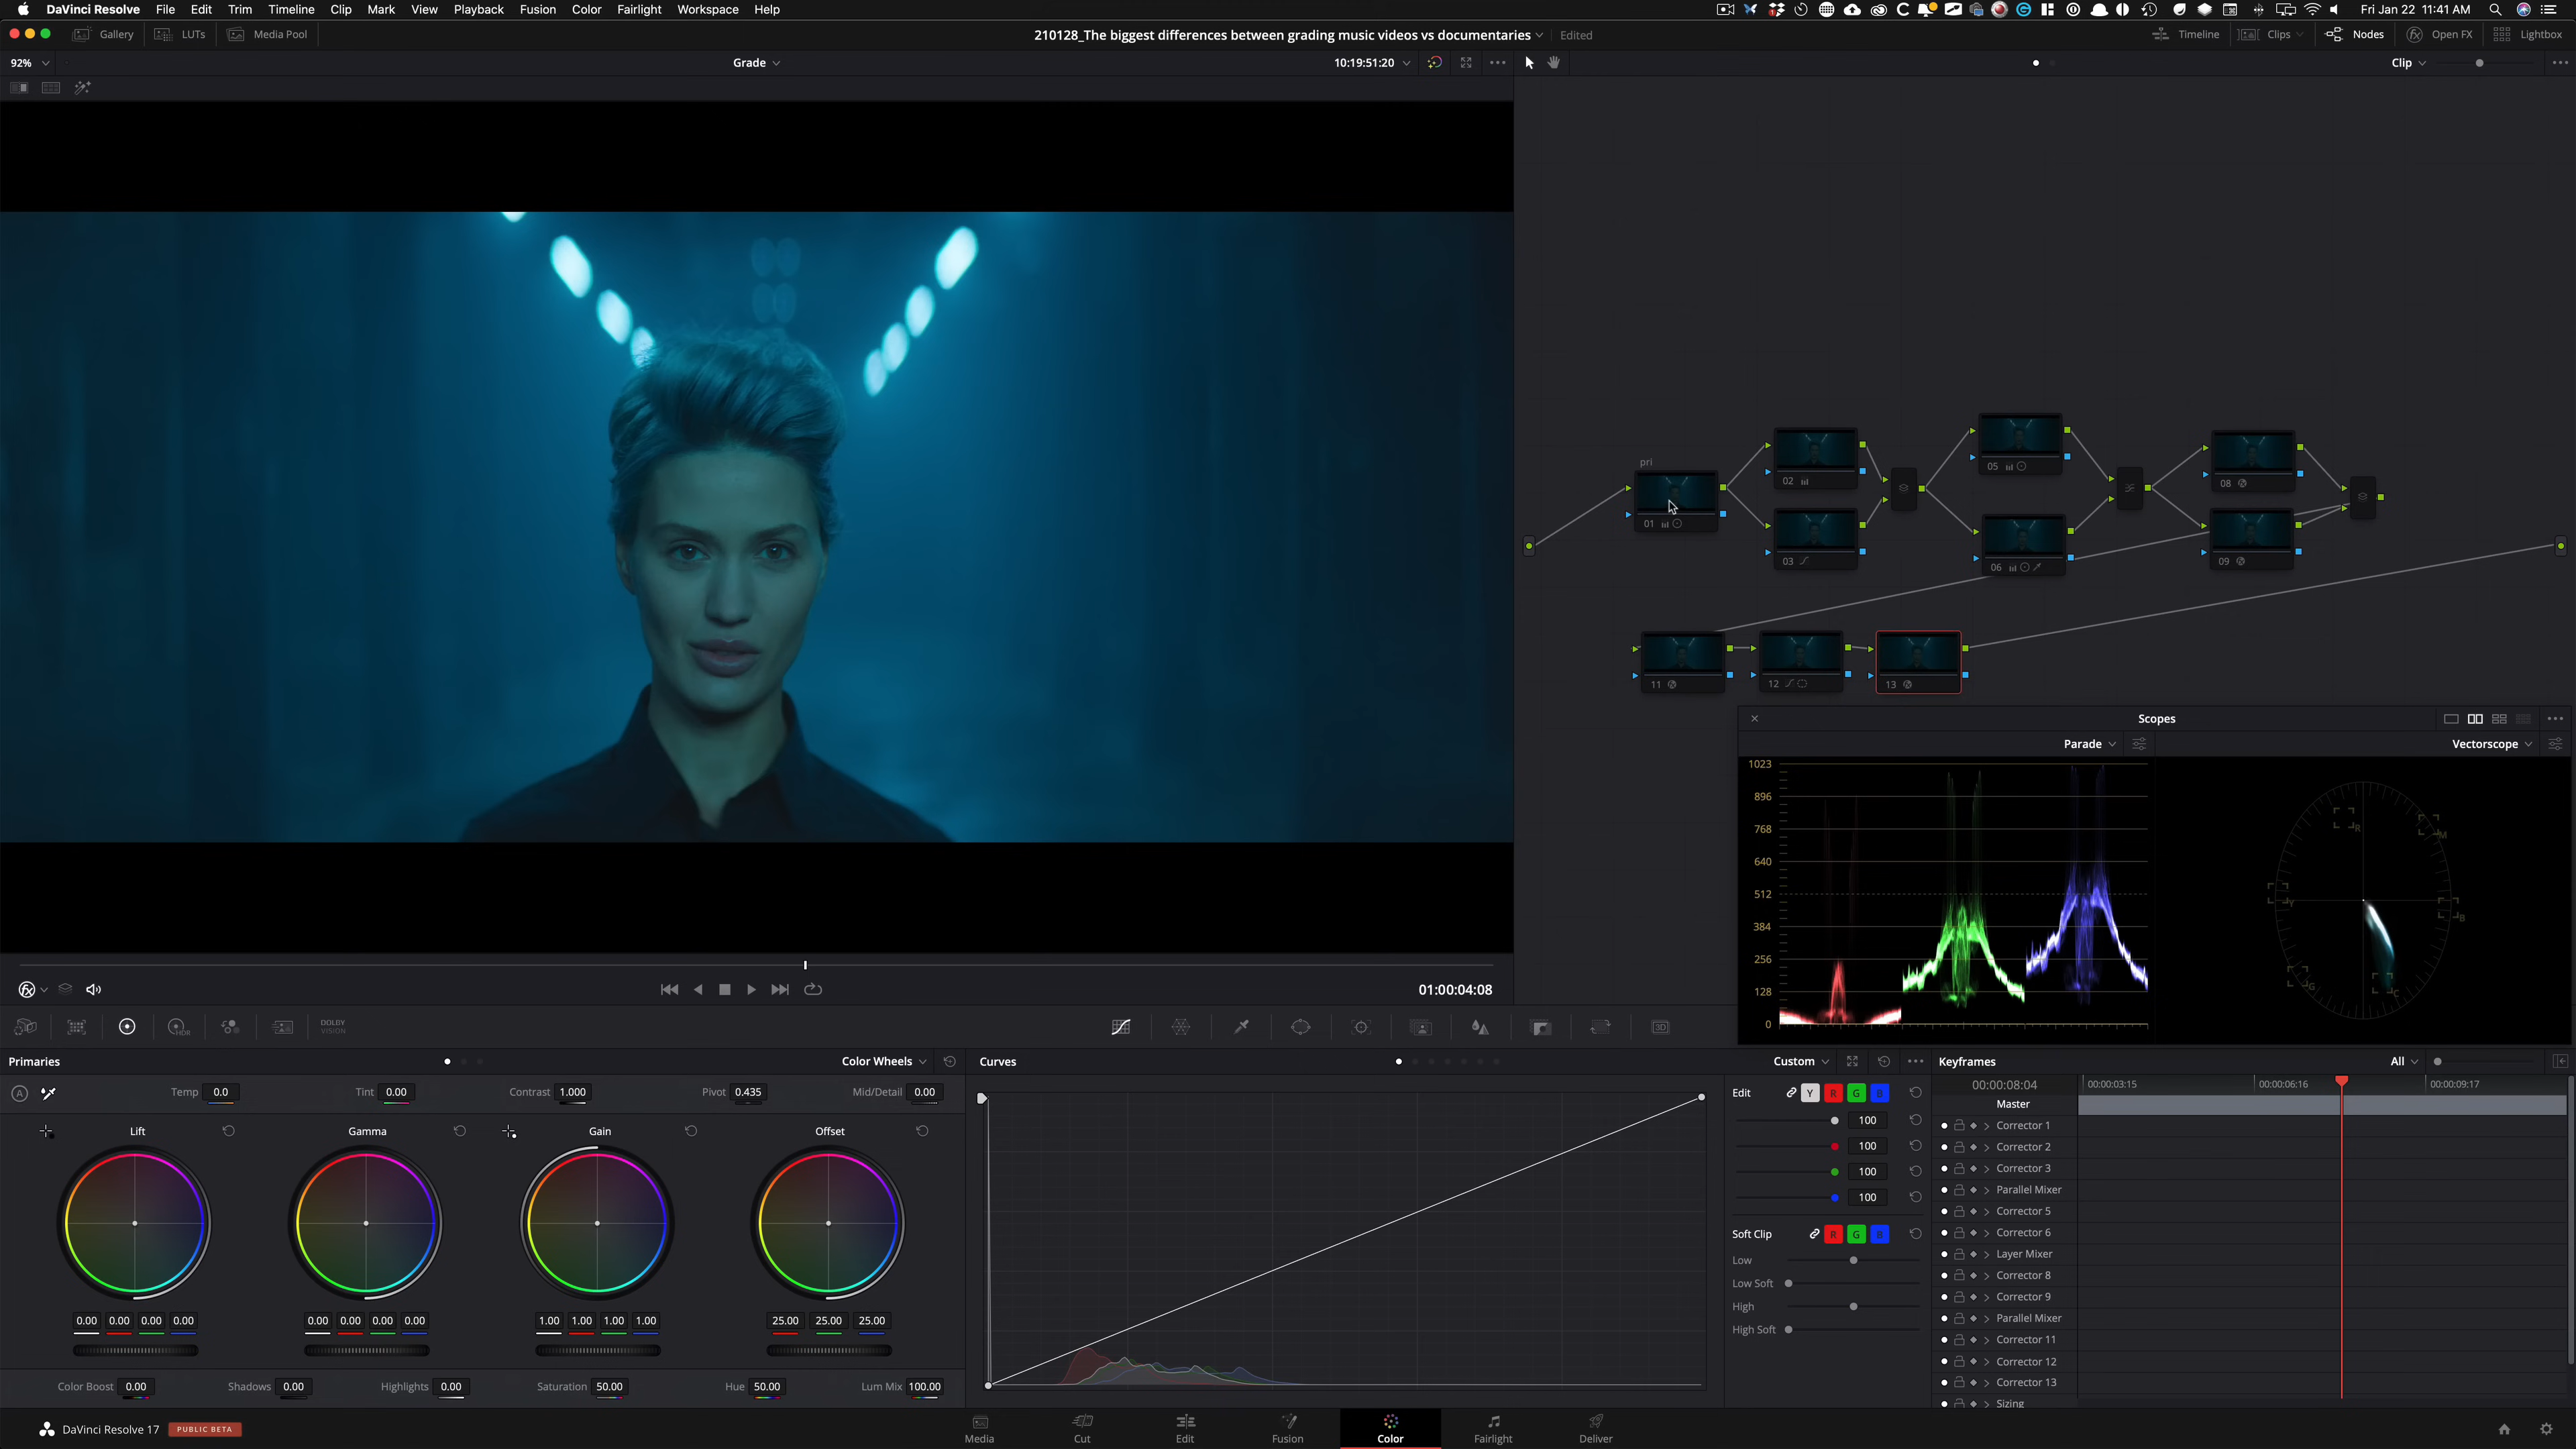 DaVinci Resolve File Edit Trim Timeline Clip Mark View Playback Fusion Color Fairlight Workspace Help
Fri Jan 22 11:41 AM
Gallery LUTs Media Pool
210128_The biggest differences between grading music videos vs documentaries Edited
Timeline Clips Nodes Open FX Lightbox
92% Grade 10:19:51:20 Clip
pri
01
02
03
05
06
08
09
11
12
13
Scopes
Parade Vectorscope
1023
896
768
640
512
384
256
128
0
R
M
B
C
G
Y
01:00:04:08
HDR
DOLBY
VISION
3D
Primaries Color Wheels
A Temp 0.0 Tint 0.00 Contrast 1.000 Pivot 0.435 Mid/Detail 0.00
Lift Gamma Gain Offset
0.00 0.00 0.00 0.00 0.00 0.00 0.00 0.00 1.00 1.00 1.00 1.00 25.00 25.00 25.00
Color Boost 0.00 Shadows 0.00 Highlights 0.00 Saturation 50.00 Hue 50.00 Lum Mix 100.00
Curves Custom
Edit Y R G B
100
100
100
100
Soft Clip R G B
Low
Low Soft
High
High Soft
Keyframes All
00:00:08:04 00:00:03:15 00:00:06:16 00:00:09:17
Master
Corrector 1
Corrector 2
Corrector 3
Parallel Mixer
Corrector 5
Corrector 6
Layer Mixer
Corrector 8
Corrector 9
Parallel Mixer
Corrector 11
Corrector 12
Corrector 13
Sizing
DaVinci Resolve 17 PUBLIC BETA
Media Cut Edit Fusion Color Fairlight Deliver